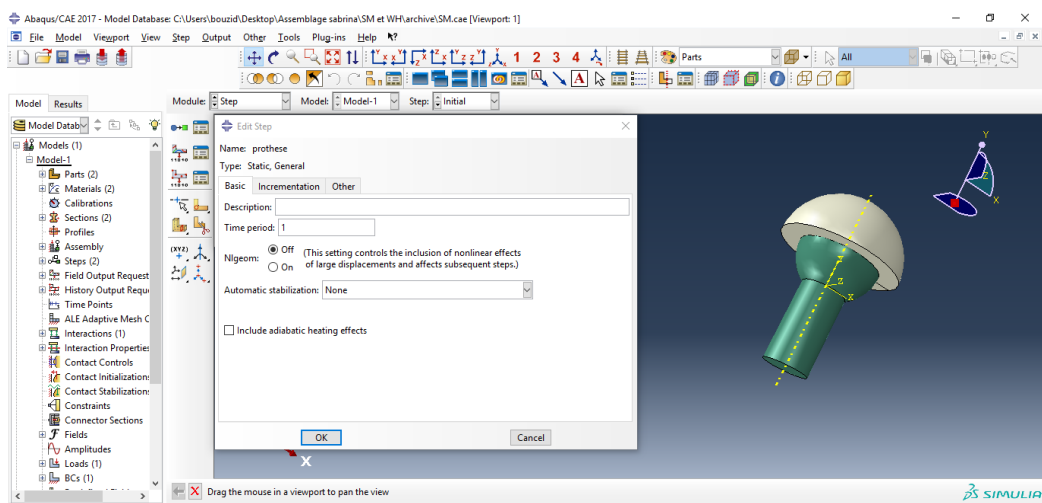 Abaqus/CAE 2017 - Model Database: C:\Users\bouzid\Desktop\Assemblage sabrina\SM et WH\archive\SM.cae [Viewport: 1]
File Model Viewport View Step Output Other Tools Plug-ins Help
1 2 3 4 Parts All
A
Model Results Module: Step Model: Model-1 Step: Initial
Model Datab
Models (1)
Model-1
Parts (2)
Materials (2)
Calibrations
Sections (2)
Profiles
Assembly
Steps (2)
Field Output Request
History Output Reque
Time Points
ALE Adaptive Mesh C
Interactions (1)
Interaction Properties
Contact Controls
Contact Initializations
Contact Stabilizations
Constraints
Connector Sections
Fields
Amplitudes
Loads (1)
BCs (1)
(XYZ)
Edit Step
Name: prothese
Type: Static, General
Basic Incrementation Other
Description:
Time period: 1
Nlgeom:
Off
On
(This setting controls the inclusion of nonlinear effects
of large displacements and affects subsequent steps.)
Automatic stabilization: None
Include adiabatic heating effects
OK Cancel
Y
Z
X
Z
X
X
Drag the mouse in a viewport to pan the view
SIMULIA